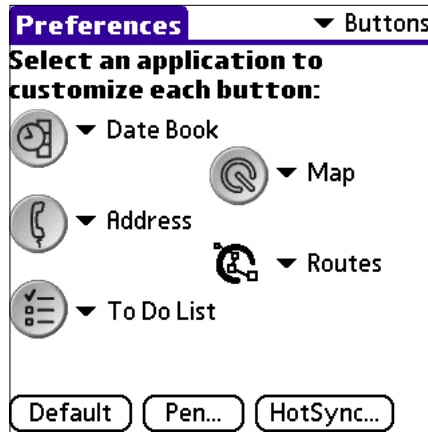 Preferences
Buttons
Select an application to
customize each button:
Date Book
Map
Address
Routes
To Do List
Default
Pen...
HotSync...